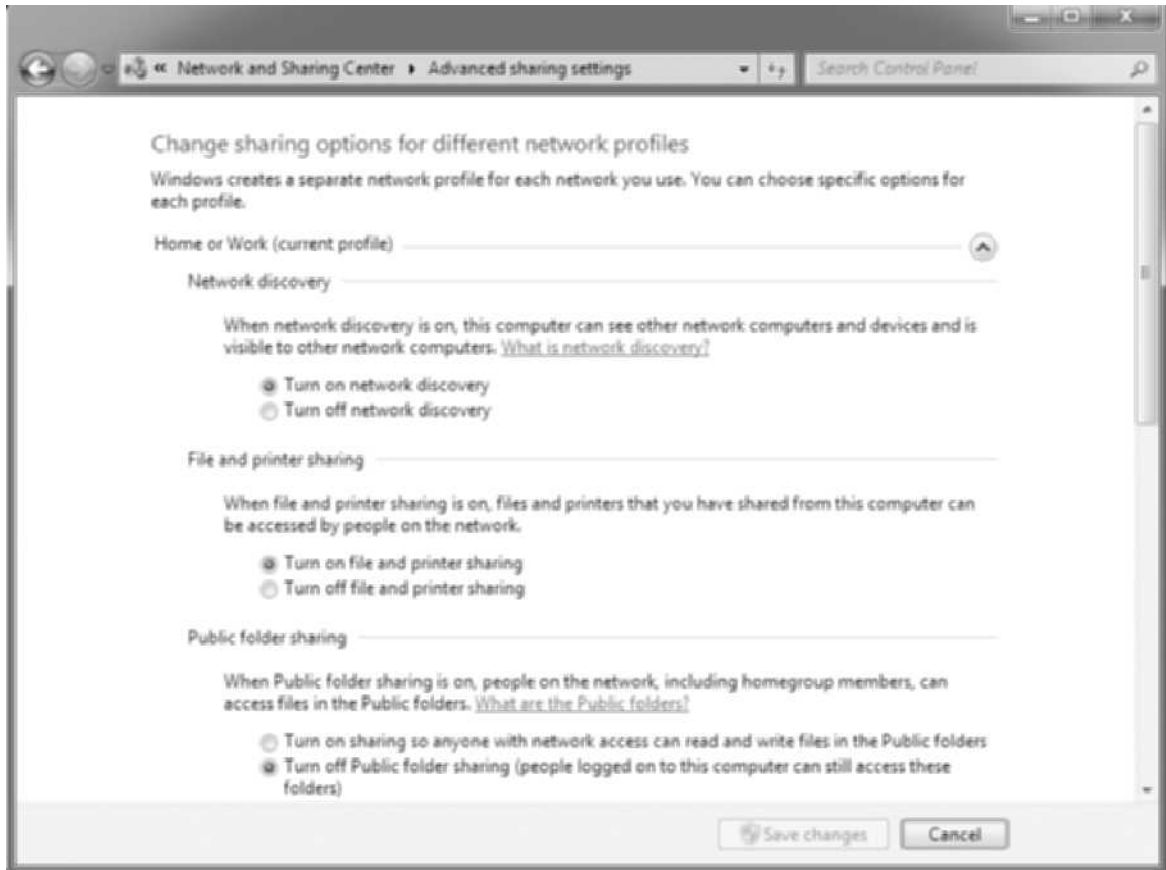 « Network and Sharing Center ▸ Advanced sharing settings
Search Control Panel
Change sharing options for different network profiles
Windows creates a separate network profile for each network you use. You can choose specific options for
each profile.
Home or Work (current profile)
Network discovery
When network discovery is on, this computer can see other network computers and devices and is
visible to other network computers. What is network discovery?
Turn on network discovery
Turn off network discovery
File and printer sharing
When file and printer sharing is on, files and printers that you have shared from this computer can
be accessed by people on the network.
Turn on file and printer sharing
Turn off file and printer sharing
Public folder sharing
When Public folder sharing is on, people on the network, including homegroup members, can
access files in the Public folders. What are the Public folders?
Turn on sharing so anyone with network access can read and write files in the Public folders
Turn off Public folder sharing (people logged on to this computer can still access these
folders)
Save changes
Cancel